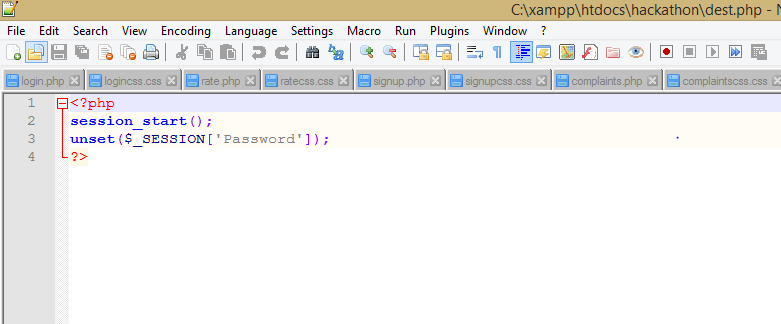 C:\xampp\htdocs\hackathon\dest.php - N
File Edit Search View Encoding Language Settings Macro Run Plugins Window ?
login.php logincss.css rate.php ratecss.css signup.php signupcss.css complaints.php complaintscss.css
1 <?php
2 session_start();
3 unset($_SESSION['Password']);
4 ?>